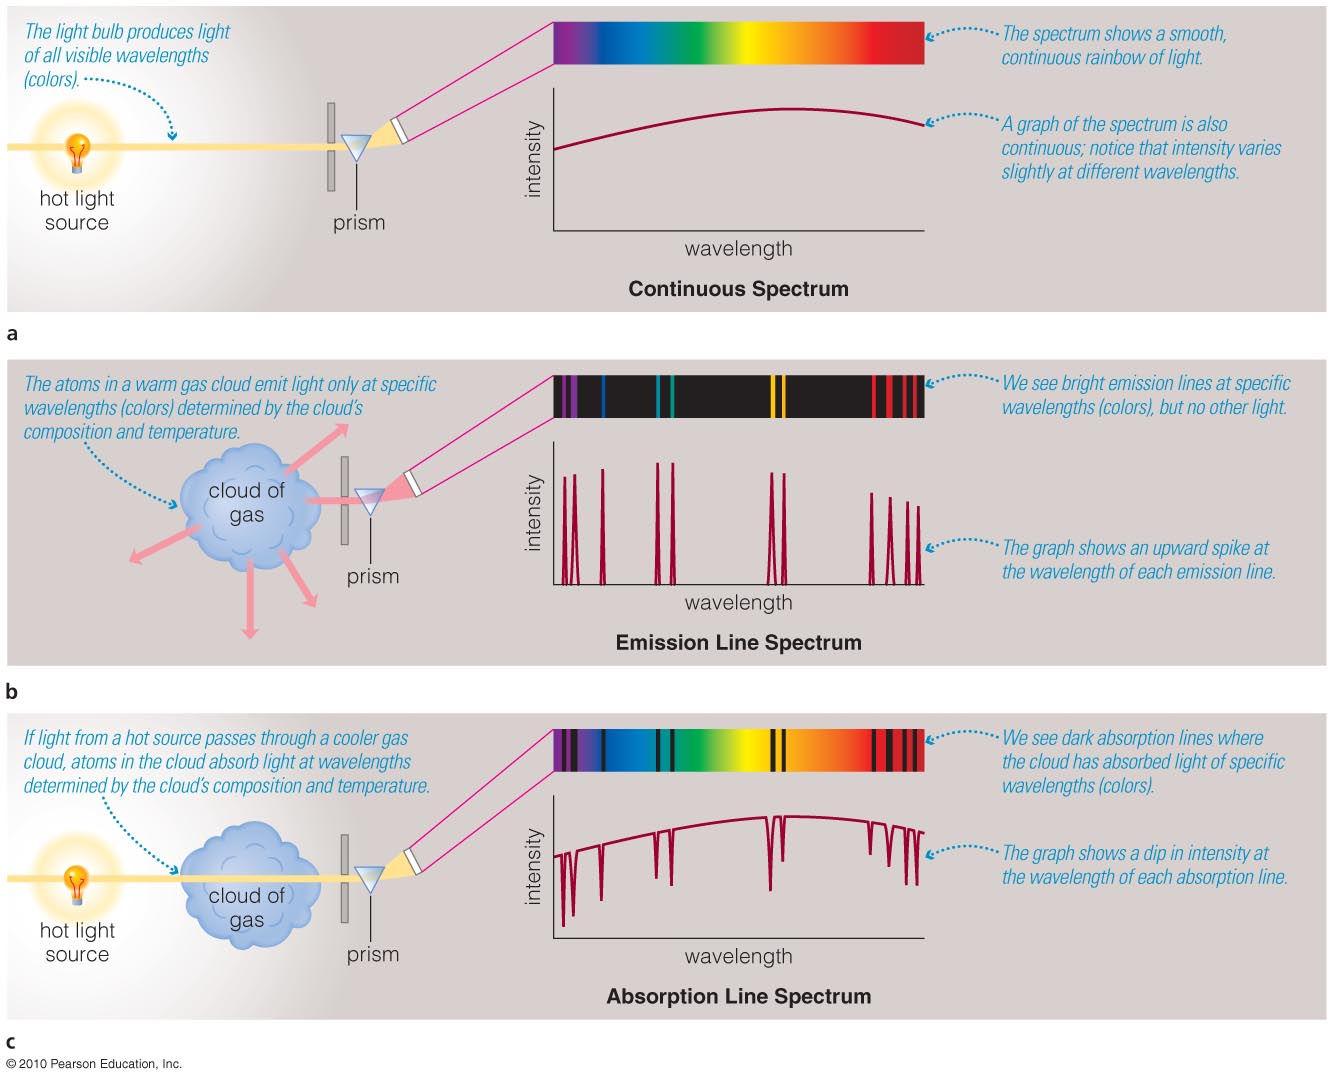 The light bulb produces light
of all visible wavelengths
(colors).
hot light
source
prism
The spectrum shows a smooth,
continuous rainbow of light.
intensity
wavelength
A graph of the spectrum is also
continuous; notice that intensity varies
slightly at different wavelengths.
Continuous Spectrum
a
The atoms in a warm gas cloud emit light only at specific
wavelengths (colors) determined by the cloud's
composition and temperature.
cloud of
gas
prism
We see bright emission lines at specific
wavelengths (colors), but no other light.
intensity
wavelength
The graph shows an upward spike at
the wavelength of each emission line.
Emission Line Spectrum
b
If light from a hot source passes through a cooler gas
cloud, atoms in the cloud absorb light at wavelengths
determined by the cloud's composition and temperature.
hot light
source
cloud of
gas
prism
We see dark absorption lines where
the cloud has absorbed light of specific
wavelengths (colors).
intensity
wavelength
The graph shows a dip in intensity at
the wavelength of each absorption line.
Absorption Line Spectrum
c
© 2010 Pearson Education, Inc.